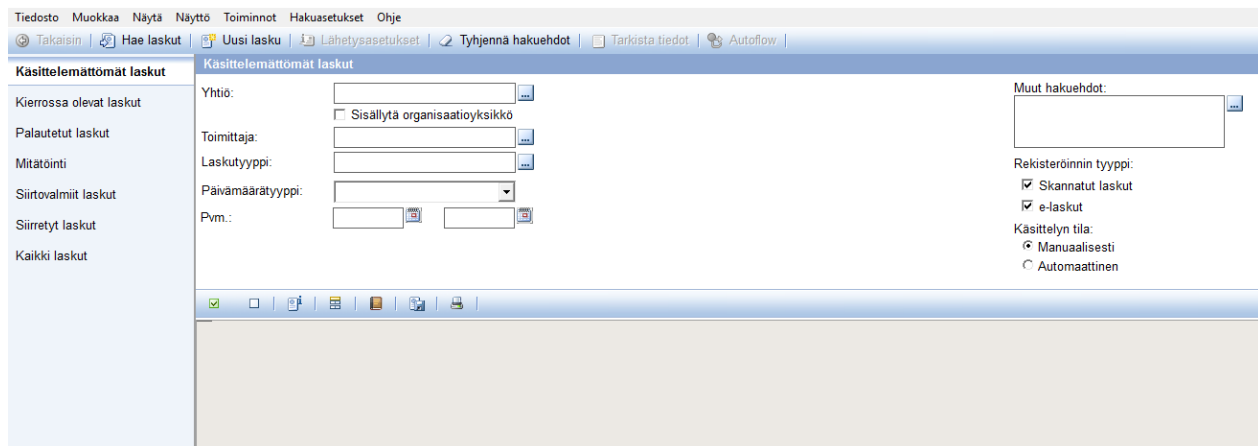 Tiedosto Muokkaa Näytä Näyttö Toiminnot Hakuasetukset Ohje
Takaisin Hae laskut Uusi lasku Lähetysasetukset Tyhjennä hakuehdot Tarkista tiedot Autoflow
Käsittelemättömät laskut
Kierrossa olevat laskut
Palautetut laskut
Mitätöinti
Siirtovalmiit laskut
Siirretyt laskut
Kaikki laskut
Käsittelemättömät laskut
Yhtiö:
Sisällytä organisaatioyksikkö
Toimittaja:
Laskutyyppi:
Päivämäärätyyppi:
Pvm.:
Muut hakuehdot:
Rekisteröinnin tyyppi:
Skannatut laskut
e-laskut
Käsittelyn tila:
Manuaalisesti
Automaattinen